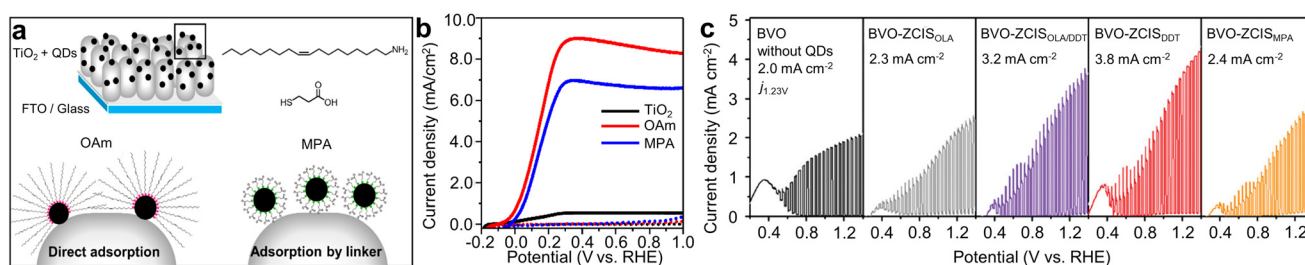 a
TiO2 + QDs
NH2
FTO / Glass
HS
O
OH
OAm
MPA
Direct adsorption
Adsorption by linker
b
Current density (mA/cm²)
10.0
8.0
6.0
4.0
2.0
0.0
TiO2
OAm
MPA
-0.2 0.0 0.2 0.4 0.6 0.8 1.0
Potential (V vs. RHE)
c
Current density (mA cm⁻²)
5
4
3
2
1
0
BVO
without QDs
2.0 mA cm⁻²
j1.23V
BVO-ZCISOLA
2.3 mA cm⁻²
BVO-ZCISOLA/DDT
3.2 mA cm⁻²
BVO-ZCISDDT
3.8 mA cm⁻²
BVO-ZCISMPA
2.4 mA cm⁻²
0.4 0.8 1.2 0.4 0.8 1.2 0.4 0.8 1.2 0.4 0.8 1.2 0.4 0.8 1.2
Potential (V vs. RHE)